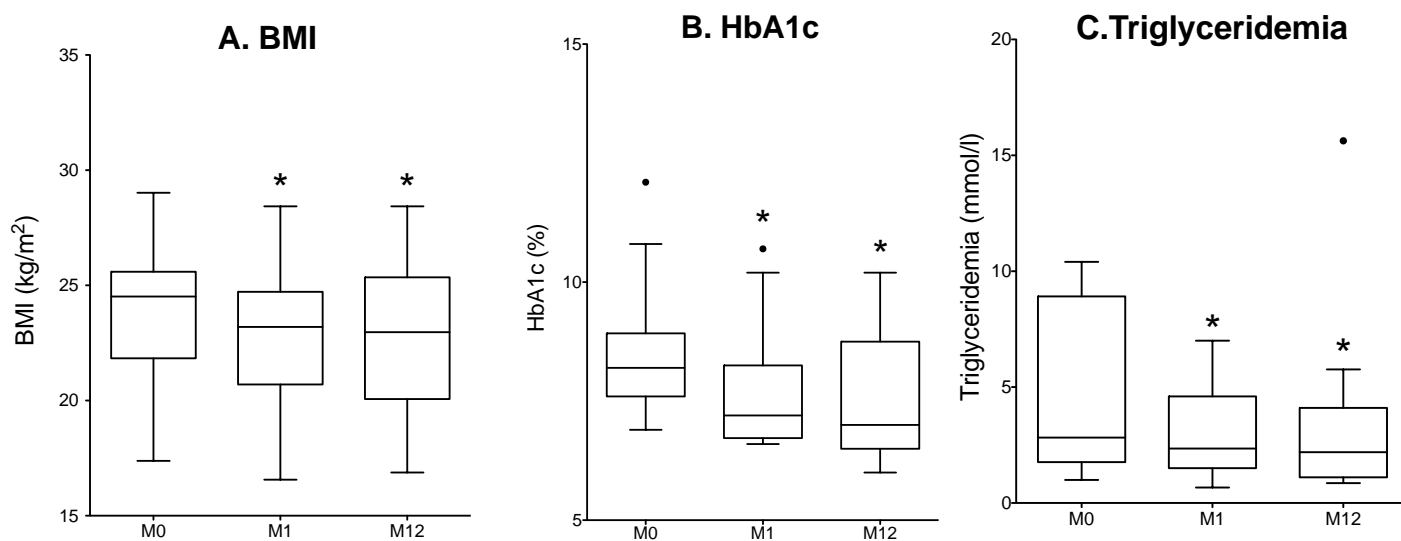 A. BMI
35
30
25
20
15
BMI (kg/m²)
*
*
M0
M1
M12
B. HbA1c
15
10
5
HbA1c (%)
*
*
M0
M1
M12
C.Triglyceridemia
20
15
10
5
0
Triglyceridemia (mmol/l)
*
*
M0
M1
M12